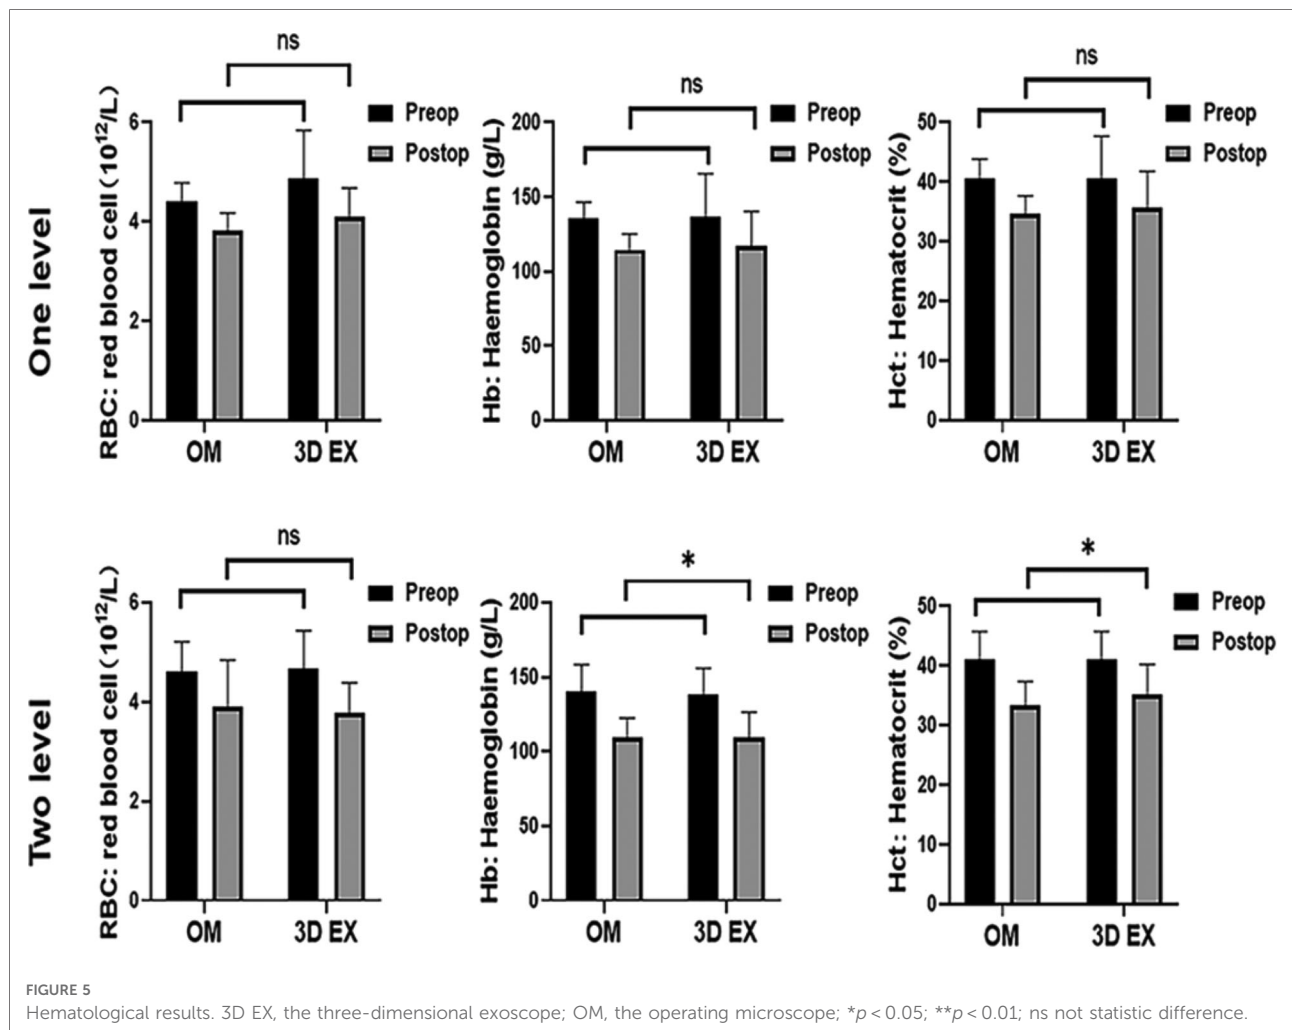 One level
ns
RBC: red blood cell(10¹²/L)
6
4
2
0
Preop
Postop
OM
3D EX
ns
Hb: Haemoglobin (g/L)
200
150
100
50
0
Preop
Postop
OM
3D EX
ns
Hct: Hematocrit (%)
50
40
30
20
10
0
Preop
Postop
OM
3D EX
Two level
ns
RBC: red blood cell(10¹²/L)
6
4
2
0
Preop
Postop
OM
3D EX
*
Hb: Haemoglobin (g/L)
200
150
100
50
0
Preop
Postop
OM
3D EX
*
Hct: Hematocrit (%)
50
40
30
20
10
0
Preop
Postop
OM
3D EX
FIGURE 5
Hematological results. 3D EX, the three-dimensional exoscope; OM, the operating microscope; *p < 0.05; **p < 0.01; ns not statistic difference.